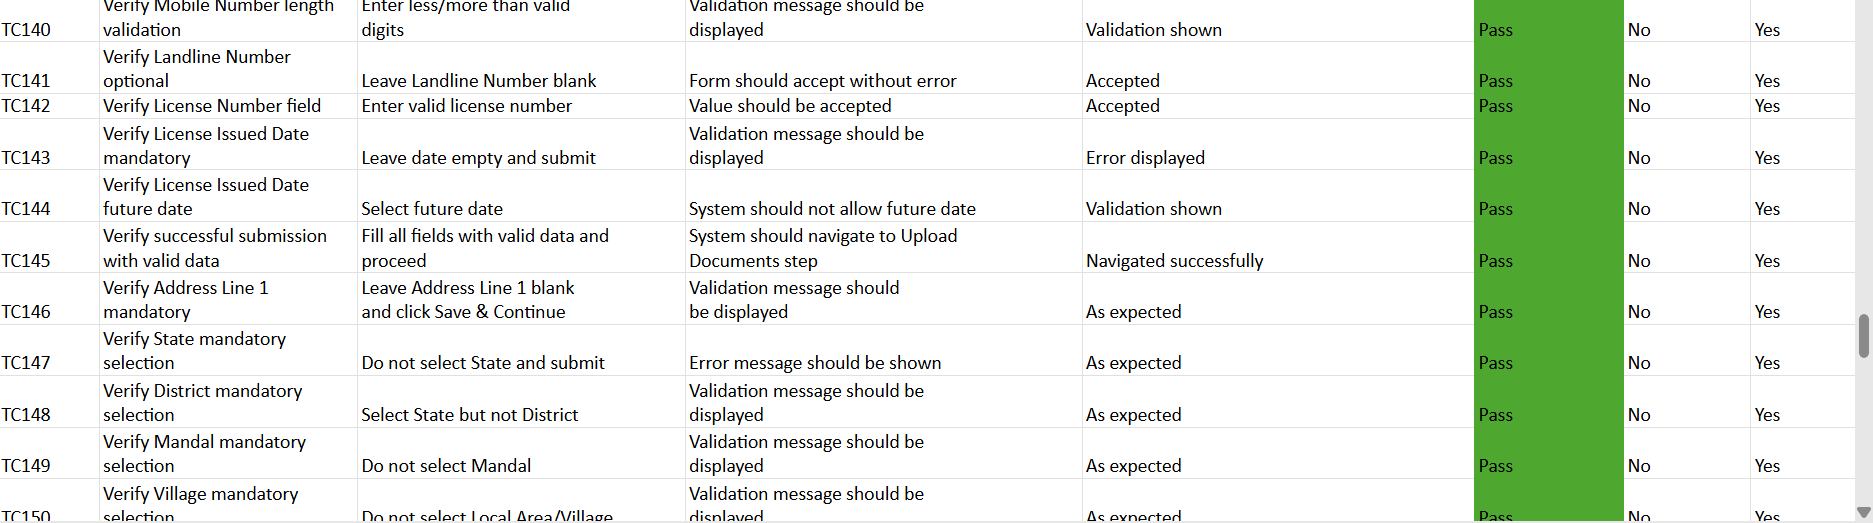 Verify Mobile Number length
validation
Enter less/more than valid
digits
Validation message should be
displayed
TC140
Validation shown
Pass
No
Yes
Verify Landline Number
optional
TC141
Leave Landline Number blank
Form should accept without error
Accepted
Pass
No
Yes
TC142
Verify License Number field
Enter valid license number
Value should be accepted
Accepted
Pass
No
Yes
Verify License Issued Date
mandatory
TC143
Leave date empty and submit
Validation message should be
displayed
Error displayed
Pass
No
Yes
Verify License Issued Date
future date
TC144
Select future date
System should not allow future date
Validation shown
Pass
No
Yes
TC145
Verify successful submission
with valid data
Fill all fields with valid data and
proceed
System should navigate to Upload
Documents step
Navigated successfully
Pass
No
Yes
TC146
Verify Address Line 1
mandatory
Leave Address Line 1 blank
and click Save & Continue
Validation message should
be displayed
As expected
Pass
No
Yes
TC147
Verify State mandatory
selection
Do not select State and submit
Error message should be shown
As expected
Pass
No
Yes
TC148
Verify District mandatory
selection
Select State but not District
Validation message should be
displayed
As expected
Pass
No
Yes
TC149
Verify Mandal mandatory
selection
Do not select Mandal
Validation message should be
displayed
As expected
Pass
No
Yes
TC150
Verify Village mandatory
selection
Do not select Local Area/Village
Validation message should be
displayed
As expected
Pass
No
Yes